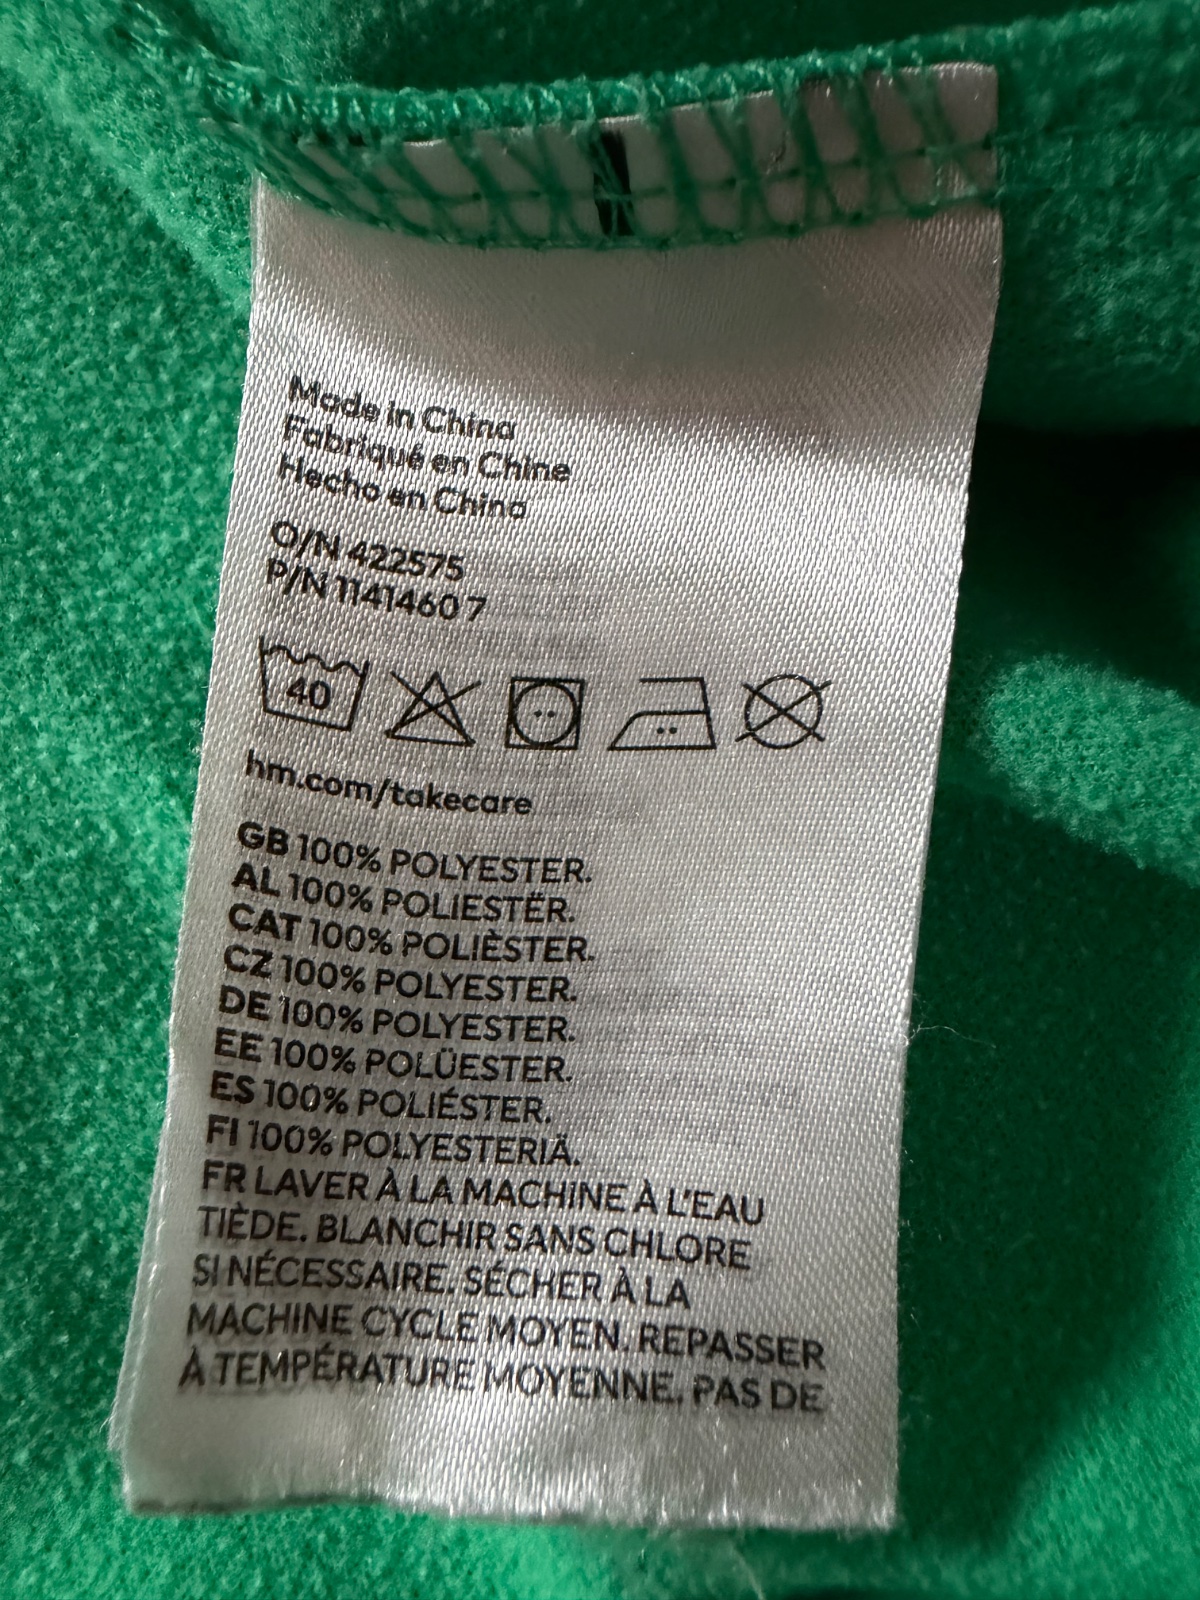 Made in China
Fabriqué en Chine
Hecho en China
O/N 422575
P/N 1141460 7
40
hm.com/takecare
GB 100% POLYESTER.
AL 100% POLIESTËR.
CAT 100% POLIÈSTER.
CZ 100% POLYESTER.
DE 100% POLYESTER.
EE 100% POLÜESTER.
ES 100% POLIÉSTER.
FI 100% POLYESTERIÄ.
FR LAVER À LA MACHINE À L'EAU
TIÈDE. BLANCHIR SANS CHLORE
SI NÉCESSAIRE. SÉCHER À LA
MACHINE CYCLE MOYEN. REPASSER
À TEMPÉRATURE MOYENNE. PAS DE